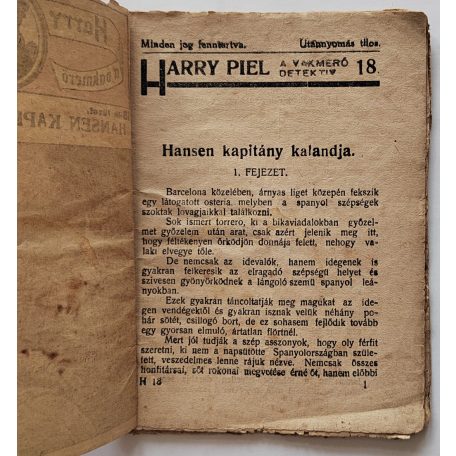 Harry
a vakmerő
HANSEN KAPI
Minden jog fenntartva. Utánnyomás tilos.
HARRY PIEL A VAKMERŐ DETEKTIV 18.
Hansen kapitány kalandja.
1. FEJEZET.
Barcelona közelében, árnyas liget közepén fekszik
egy látogatott osteria, melyben a spanyol szépségek
szoktak lovagjaikkal találkozni.
Sok ismert torrero, ki a bikaviadalokban győzel-
met győzelem után arat, csak azért jelenik meg itt,
hogy féltékenyen őrködjön donnája felett, nehogy va-
laki elvegye tőle.
De nemcsak az idevalók, hanem idegenek is
gyakran felkeresik az elragadó szépségű helyet és
szivesen gyönyörködnek a lángoló szemű spanyol leá-
nyokban.
Ezek gyakran táncoltatják meg magukat az ide-
gen vendégektől és gyakran isznak velük néhány po-
hár sötét, csillogó bort, de ez sohasem fejlődik tovább
egy gyorsan elmuló, ártatlan flörtnél.
Mert jól tudják a szép asszonyok, hogy oly férfit
szeretni, ki nem a napsütötte Spanyolországban szüle-
tett, veszedelmes lenne rájuk nézve. Nemcsak összes
honfitársai, sőt rokonai megvetése érné őt, hanem előbbi
H 18 1